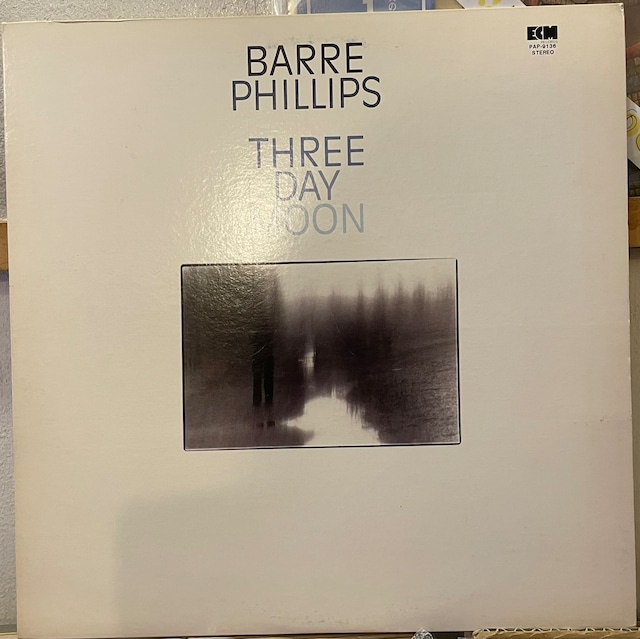 BARRE
PHILLIPS
THREE
DAY
MOON
ECM
PAP-9136
STEREO